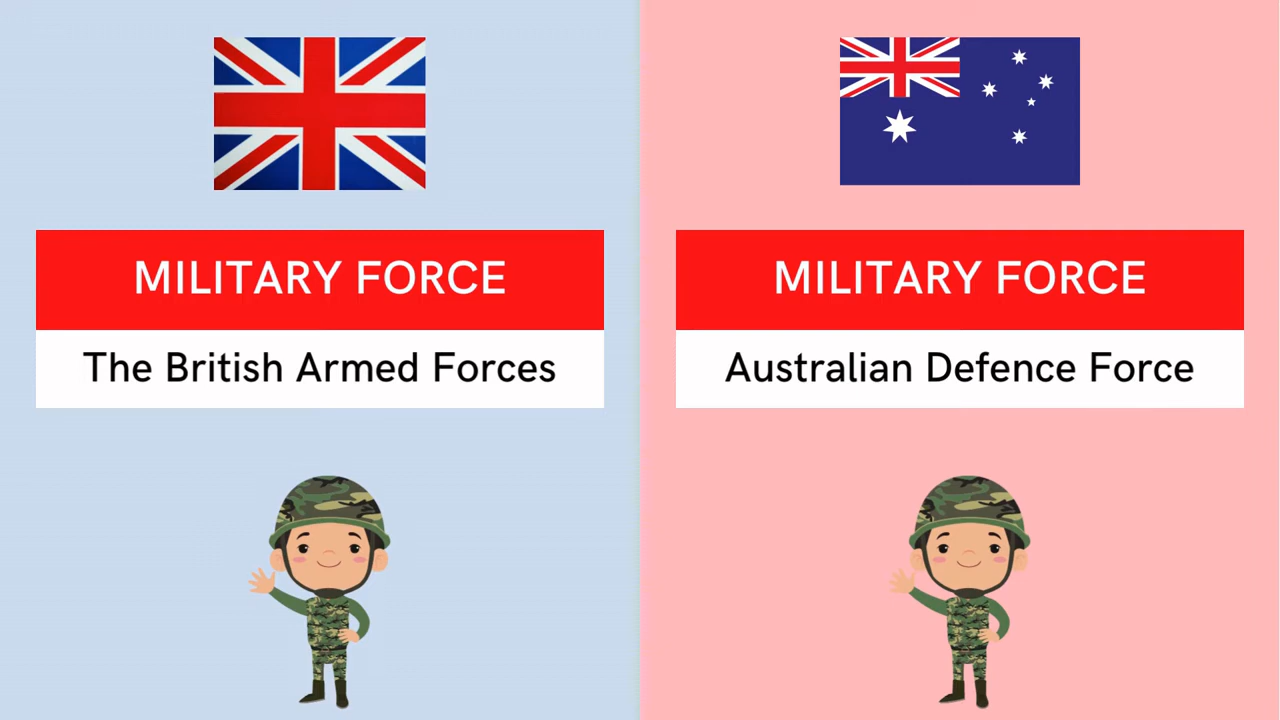 MILITARY FORCE
The British Armed Forces
MILITARY FORCE
Australian Defence Force